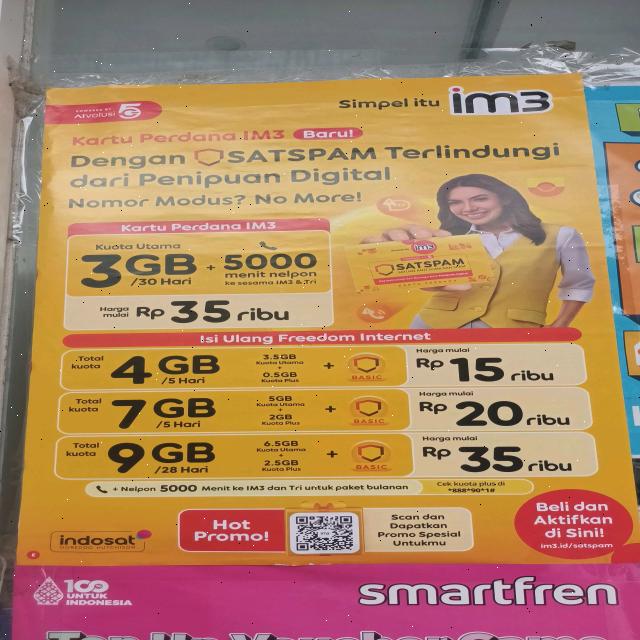 POWERED BY
AIvolusi 5G
Simpel itu im3
Kartu Perdana IM3 Baru!
Dengan SATSPAM Terlindungi
dari Penipuan Digital
Nomor Modus? No More!
Kartu Perdana IM3
Kuota Utama
3GB /30 Hari + 5000 menit nelpon ke sesama IM3 & Tri
Harga mulai Rp 35 ribu
im3
SATSPAM
Isi Ulang Freedom Internet
Total kuota 4GB /5 Hari 3.5GB Kuota Utama + 0.5GB Kuota Plus + BASIC Harga mulai Rp 15 ribu
Total kuota 7GB /5 Hari 5GB Kuota Utama + 2GB Kuota Plus + BASIC Harga mulai Rp 20 ribu
Total kuota 9GB /28 Hari 6.5GB Kuota Utama + 2.5GB Kuota Plus + BASIC Harga mulai Rp 35 ribu
+ Nelpon 5000 Menit ke IM3 dan Tri untuk paket bulanan
Cek kuota plus di
*888*90*1#
indosat
OOREDOO HUTCHISON
Hot
Promo!
Scan dan
Dapatkan
Promo Spesial
Untukmu
Beli dan
Aktifkan
di Sini!
im3.id/satspam
100
UNTUK
INDONESIA
smartfren